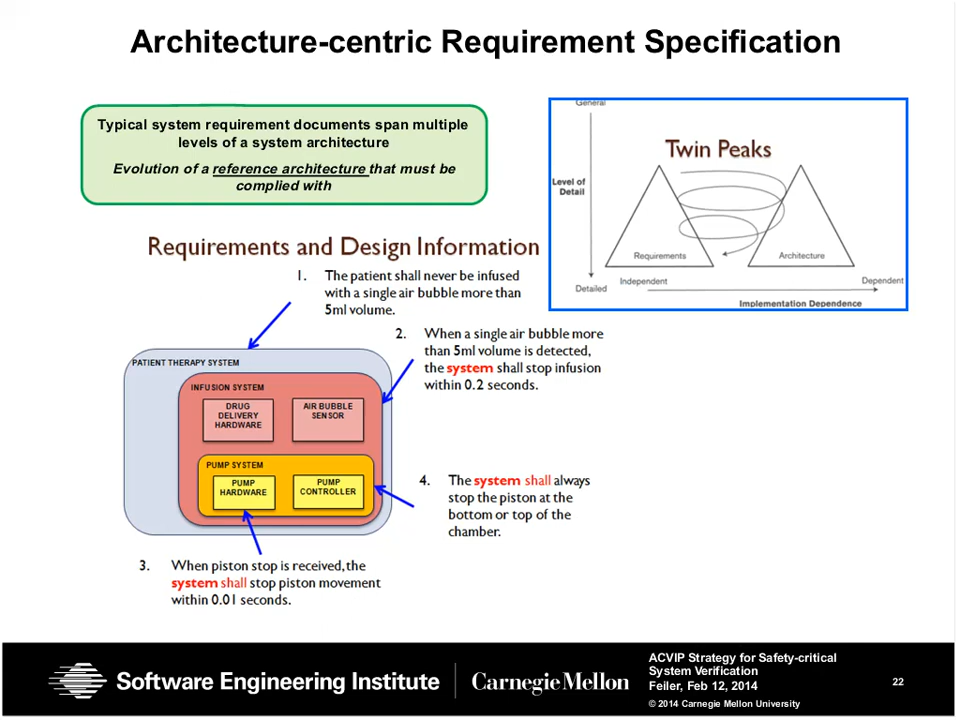 Architecture-centric Requirement Specification
Typical system requirement documents span multiple
levels of a system architecture
Evolution of a reference architecture that must be
complied with
General
Twin Peaks
Level of
Detail
Requirements
Architecture
Detailed
Independent
Dependent
Implementation Dependence
Requirements and Design Information
1. The patient shall never be infused
with a single air bubble more than
5ml volume.
2. When a single air bubble more
than 5ml volume is detected,
the system shall stop infusion
within 0.2 seconds.
PATIENT THERAPY SYSTEM
INFUSION SYSTEM
DRUG
DELIVERY
HARDWARE
AIR BUBBLE
SENSOR
PUMP SYSTEM
PUMP
HARDWARE
PUMP
CONTROLLER
4. The system shall always
stop the piston at the
bottom or top of the
chamber.
3. When piston stop is received, the
system shall stop piston movement
within 0.01 seconds.
Software Engineering Institute
Carnegie Mellon
ACVIP Strategy for Safety-critical
System Verification
Feiler, Feb 12, 2014
© 2014 Carnegie Mellon University
22